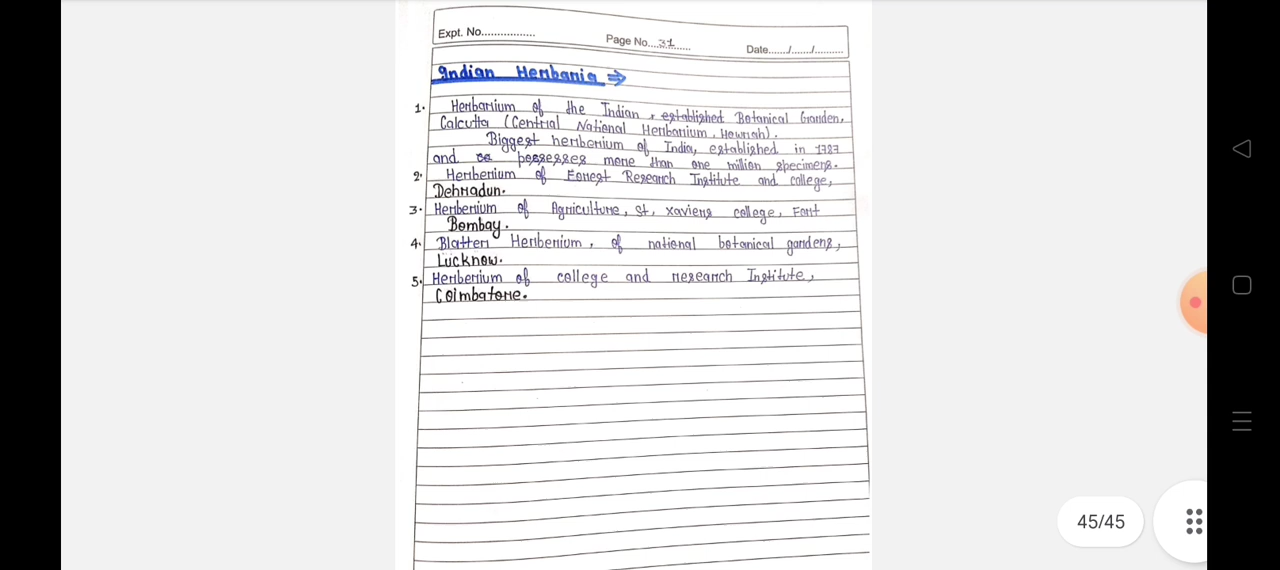 Expt. No.................
Page No....31......
Date....../....../..........
Indian Herbaria ⇒
1. Herbarium of the Indian, established Botanical Garden,
Calcutta (Central National Herbarium, Howrah).
Biggest herberium of India, established in 1787
and possesses more than one million specimens.
2. Herberium of Forest Research Institute and college,
Dehradun.
3. Herberium of Agriculture, St, xaviers college, Fort
Bombay.
4. Blatter Herberium, of national botanical gardens,
Lucknow.
5. Herberium of college and research Institute,
Coimbatore.
45/45